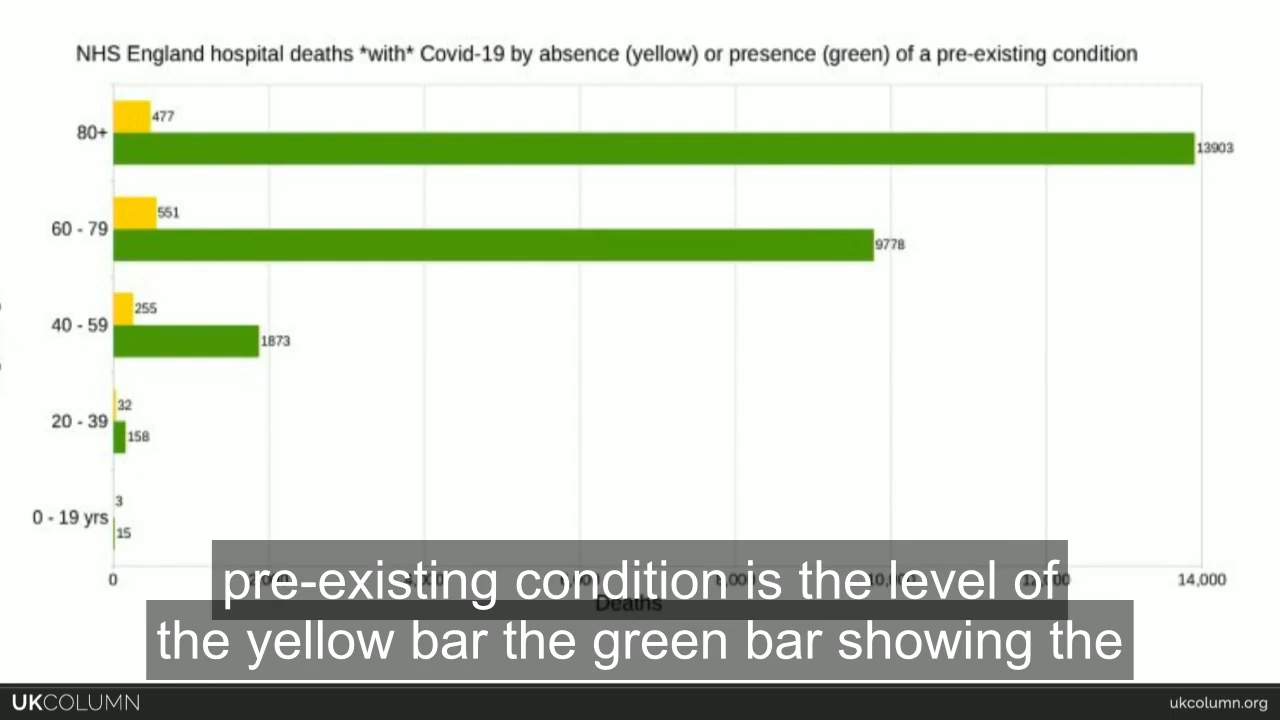 NHS England hospital deaths *with* Covid-19 by absence (yellow) or presence (green) of a pre-existing condition
477
80+
13903
551
60 - 79
9778
255
40 - 59
1873
32
20 - 39
158
3
0 - 19 yrs
15
0 14,000
Deaths
pre-existing condition is the level of
the yellow bar the green bar showing the
UKCOLUMN ukcolumn.org